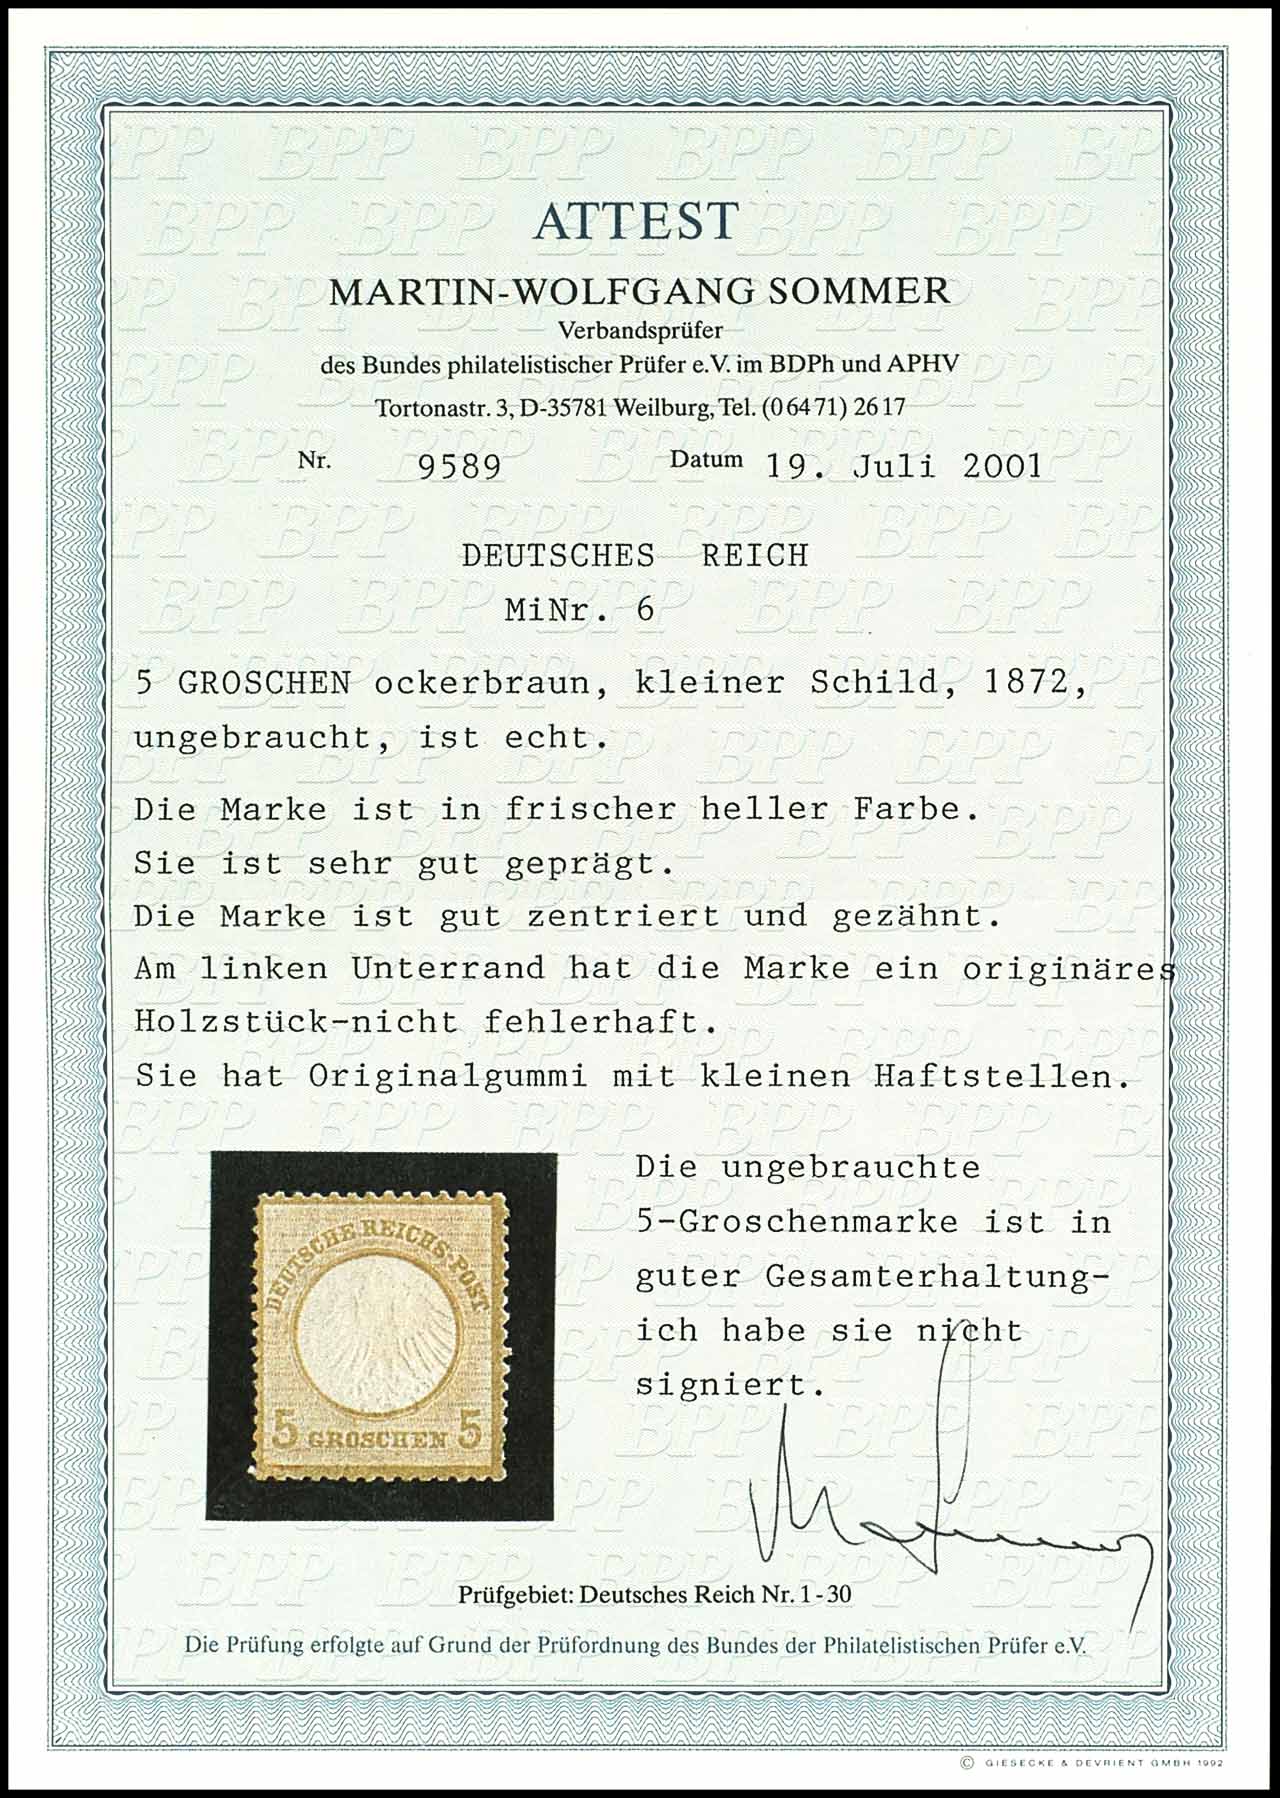 ATTEST
MARTIN-WOLFGANG SOMMER
Verbandsprüfer
des Bundes philatelistischer Prüfer e.V. im BDPh und APHV
Tortonastr. 3, D-35781 Weilburg, Tel. (0 64 71) 26 17
Nr. 9589 Datum 19. Juli 2001
DEUTSCHES REICH
MiNr. 6
5 GROSCHEN ockerbraun, kleiner Schild, 1872,
ungebraucht, ist echt.
Die Marke ist in frischer heller Farbe.
Sie ist sehr gut geprägt.
Die Marke ist gut zentriert und gezähnt.
Am linken Unterrand hat die Marke ein originäres
Holzstück-nicht fehlerhaft.
Sie hat Originalgummi mit kleinen Haftstellen.
DEUTSCHE REICHS-POST
5 GROSCHEN 5
Die ungebrauchte
5-Groschenmarke ist in
guter Gesamterhaltung-
ich habe sie nicht
signiert.
Prüfgebiet: Deutsches Reich Nr. 1 - 30
Die Prüfung erfolgte auf Grund der Prüfordnung des Bundes der Philatelistischen Prüfer e.V.
© GIESECKE & DEVRIENT GMBH 1992